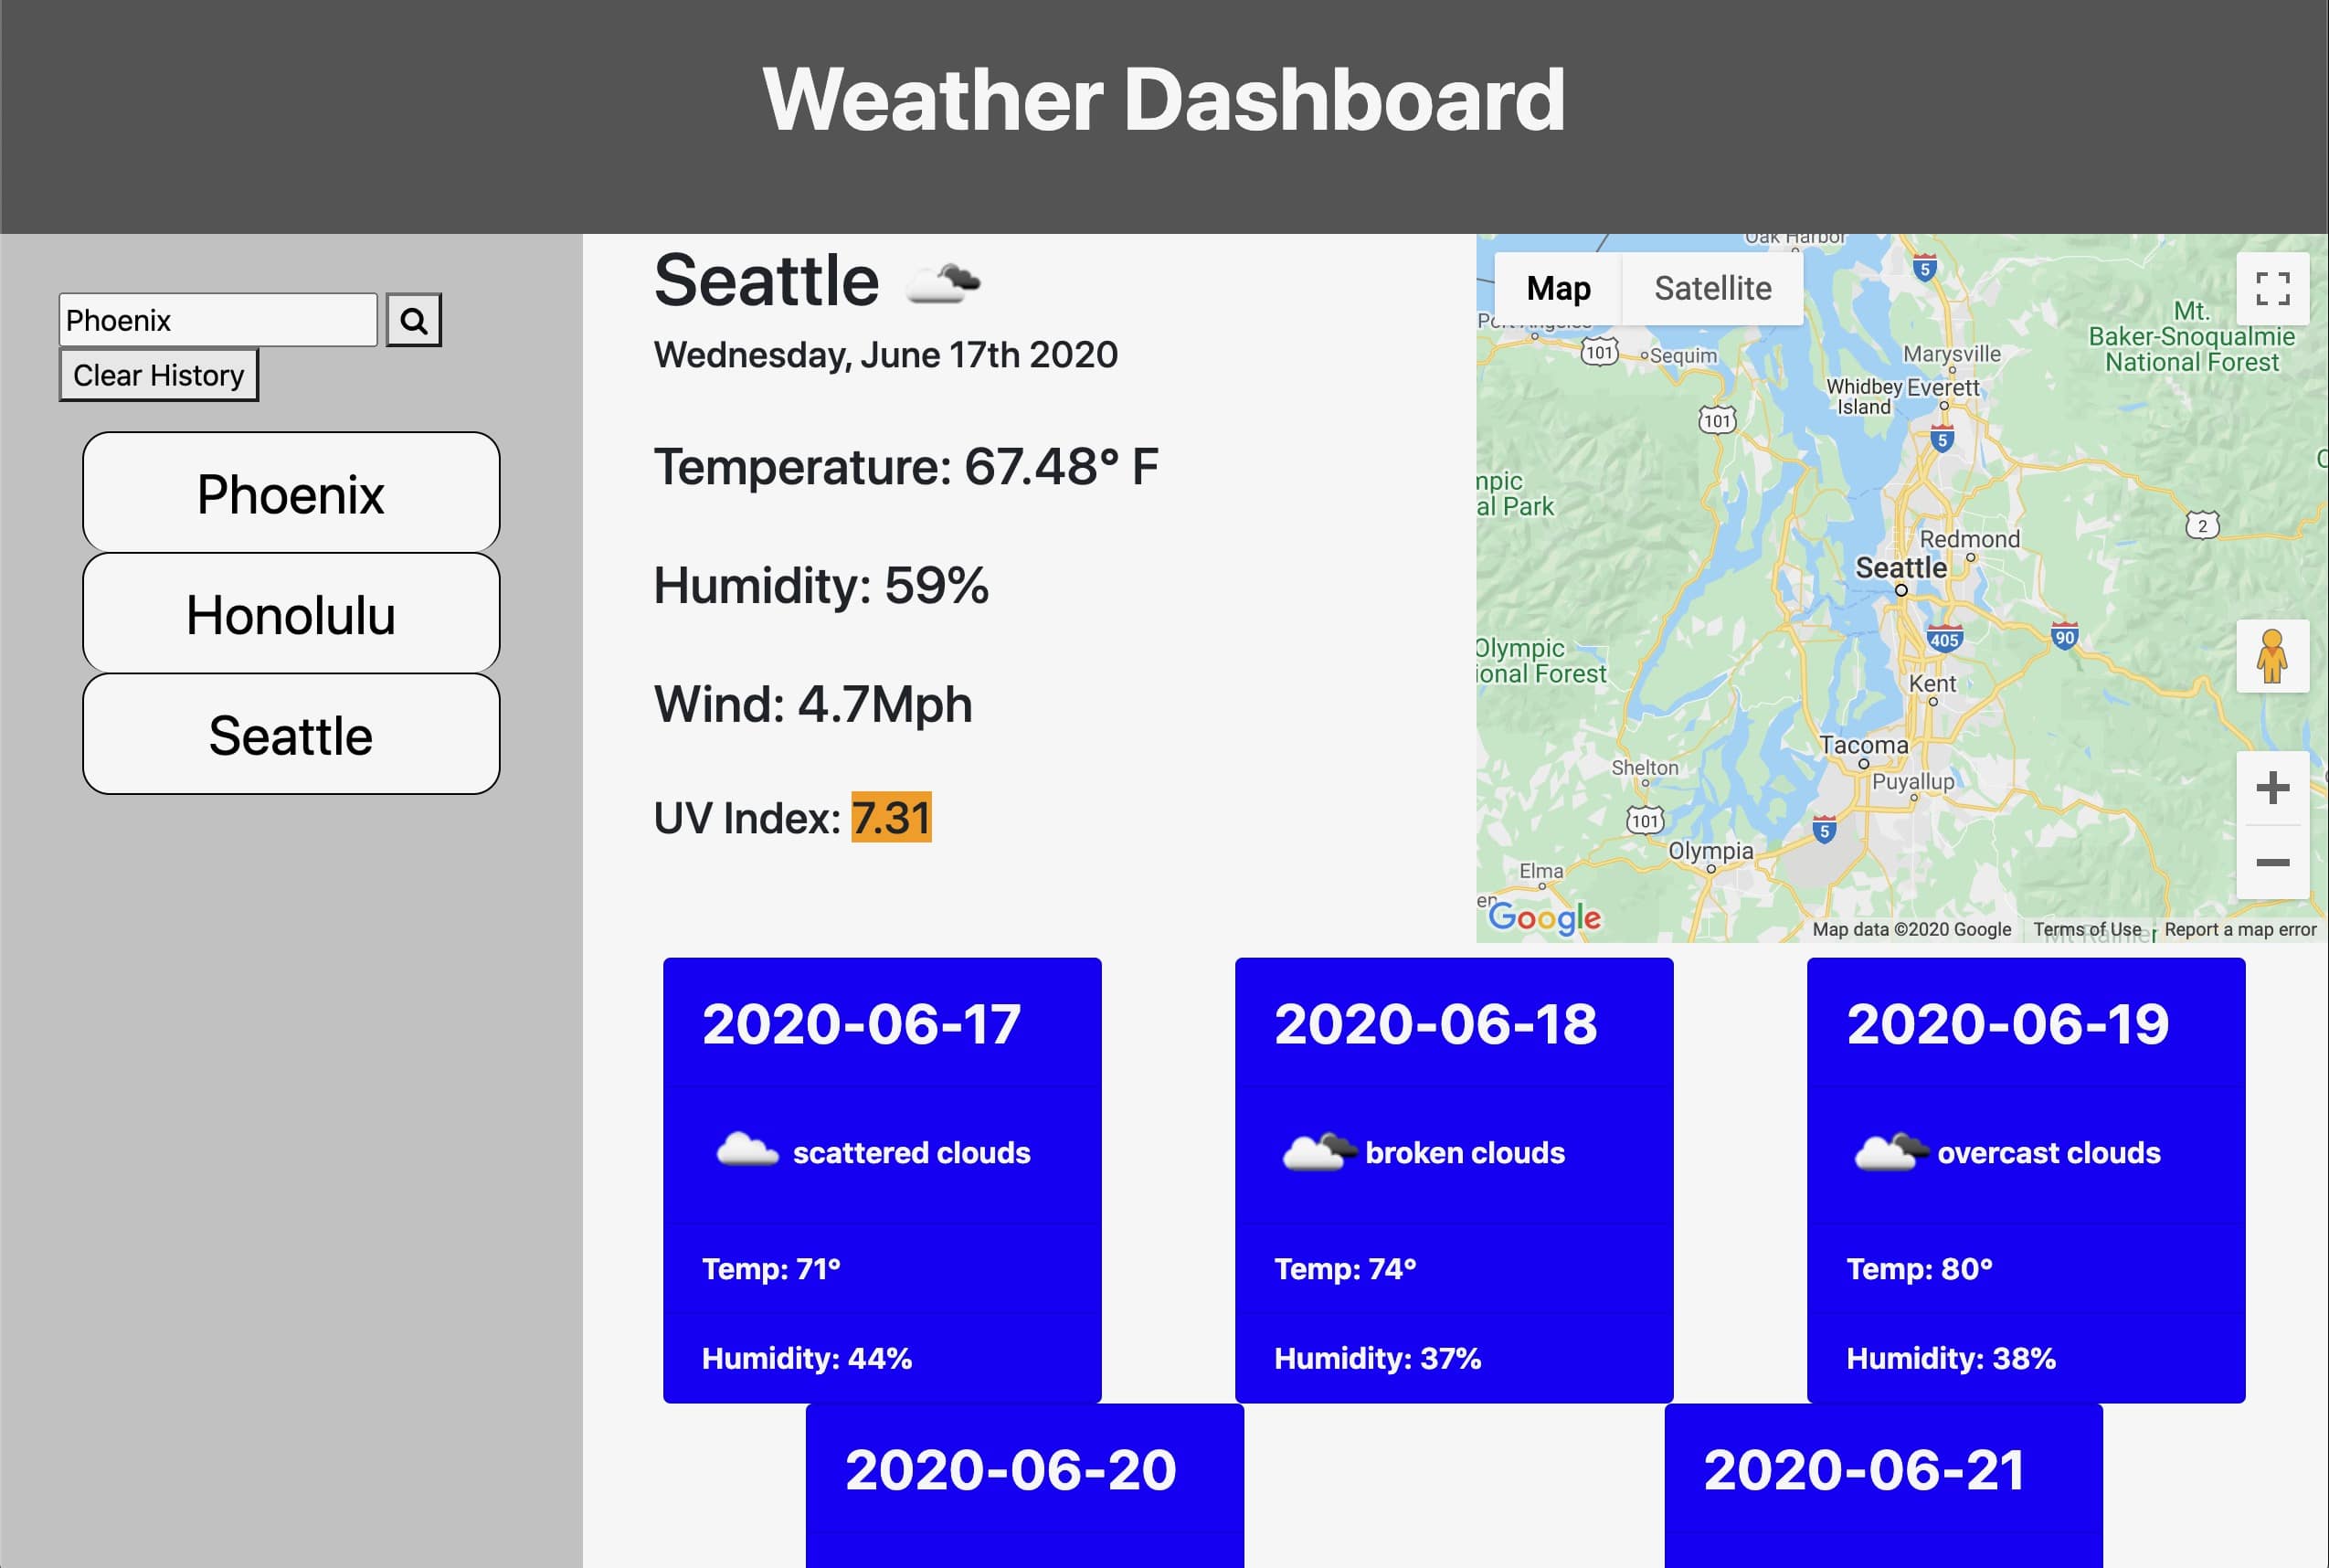 Weather Dashboard
Phoenix
Clear History
Phoenix
Honolulu
Seattle
Seattle
Wednesday, June 17th 2020
Temperature: 67.48° F
Humidity: 59%
Wind: 4.7Mph
UV Index: 7.31
Map
Satellite
Oak Harbor
5
Port Angeles
101
Sequim
Marysville
Mt.
Baker-Snoqualmie
National Forest
Whidbey
Island
Everett
101
5
al Park
2
Redmond
Seattle
405
90
Olympic
ional Forest
Kent
Tacoma
Shelton
Puyallup
101
5
Olympia
Elma
Google
Map data ©2020 Google
Terms of Use
Report a map error
2020-06-17
scattered clouds
Temp: 71°
Humidity: 44%
2020-06-18
broken clouds
Temp: 74°
Humidity: 37%
2020-06-19
overcast clouds
Temp: 80°
Humidity: 38%
2020-06-20
2020-06-21